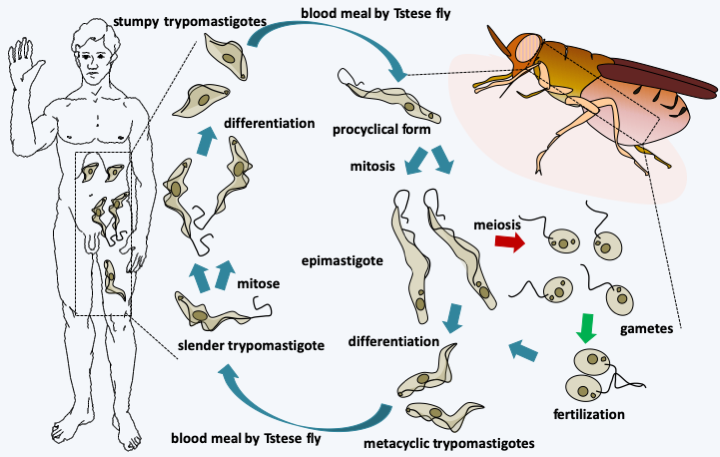 blood meal by Tstese fly
stumpy trypomastigotes
differentiation
procyclical form
mitosis
meiosis
epimastigote
mitose
gametes
slender trypomastigote
differentiation
fertilization
blood meal by Tstese fly
metacyclic trypomastigotes